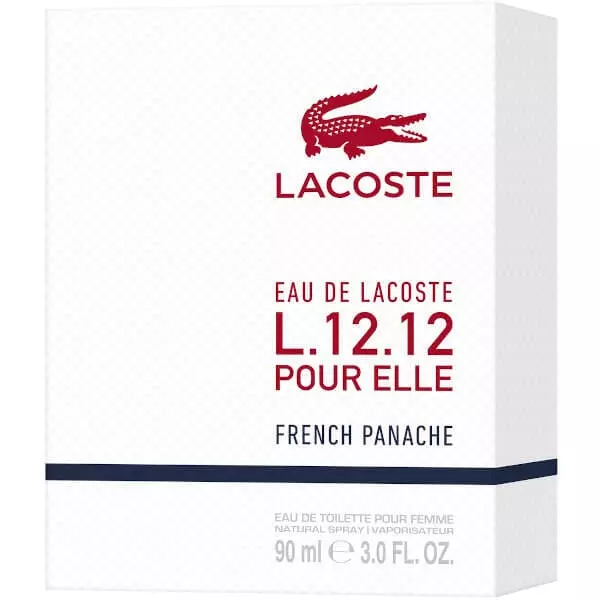 LACOSTE
EAU DE LACOSTE
L.12.12
POUR ELLE
FRENCH PANACHE
EAU DE TOILETTE POUR FEMME
NATURAL SPRAY | VAPORISATEUR
90 ml ℮ 3.0 FL. OZ.